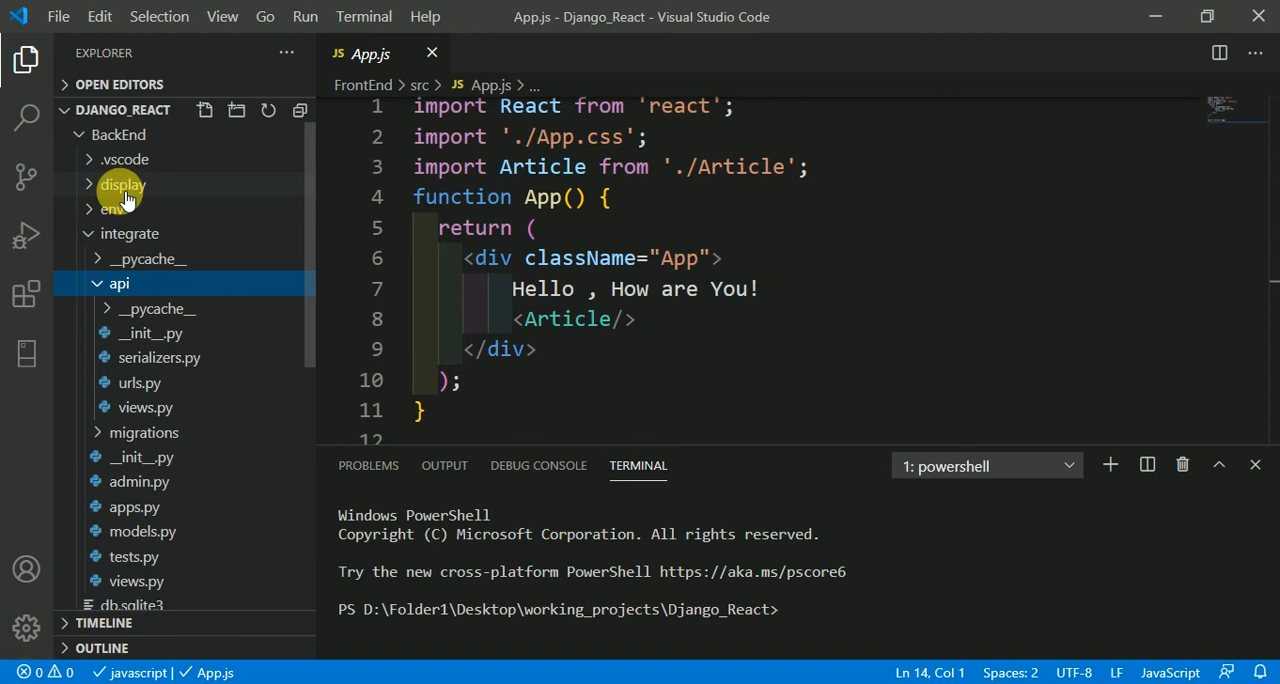 File Edit Selection View Go Run Terminal Help App.js - Django_React - Visual Studio Code
EXPLORER
OPEN EDITORS
DJANGO_REACT
BackEnd
.vscode
display
env
integrate
__pycache__
api
__pycache__
__init__.py
serializers.py
urls.py
views.py
migrations
__init__.py
admin.py
apps.py
models.py
tests.py
views.py
db.sqlite3
TIMELINE
OUTLINE
JS App.js
FrontEnd > src > JS App.js > ...
1 import React from 'react';
2 import './App.css';
3 import Article from './Article';
4 function App() {
5 return (
6 <div className="App">
7 Hello , How are You!
8 <Article/>
9 </div>
10 );
11 }
12
PROBLEMS OUTPUT DEBUG CONSOLE TERMINAL 1: powershell
Windows PowerShell
Copyright (C) Microsoft Corporation. All rights reserved.
Try the new cross-platform PowerShell https://aka.ms/pscore6
PS D:\Folder1\Desktop\working_projects\Django_React>
0 0 javascript | App.js Ln 14, Col 1 Spaces: 2 UTF-8 LF JavaScript